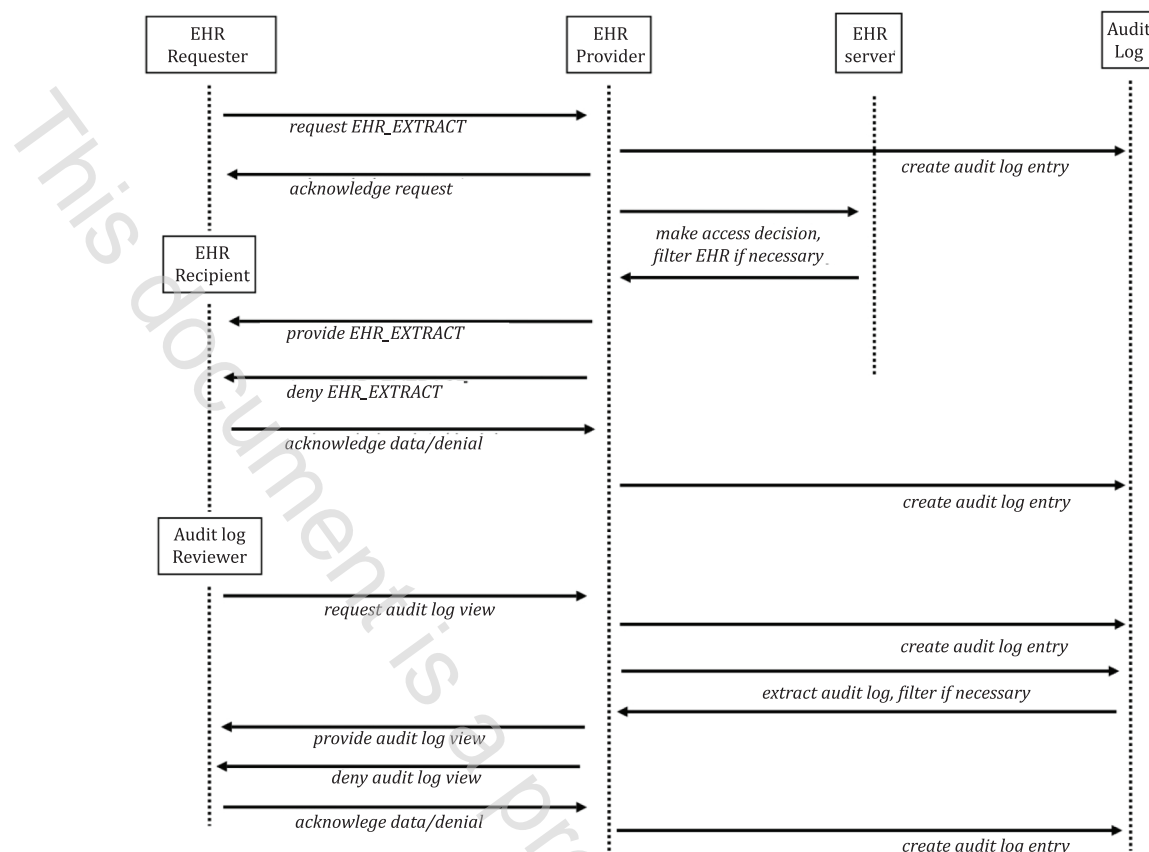 EHR
Requester
EHR
Provider
EHR
server
Audit
Log
request EHR_EXTRACT
create audit log entry
acknowledge request
make access decision,
filter EHR if necessary
EHR
Recipient
provide EHR_EXTRACT
deny EHR_EXTRACT
acknowledge data/denial
create audit log entry
Audit log
Reviewer
request audit log view
create audit log entry
extract audit log, filter if necessary
provide audit log view
deny audit log view
acknowlege data/denial
create audit log entry
This document is a pre